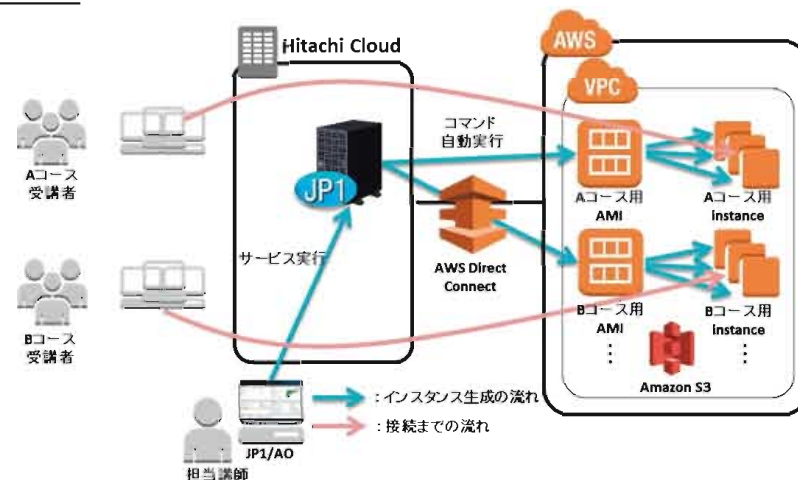 Hitachi Cloud
AWS
VPC
コマンド
自動実行
JP1
Aコース
受講者
Aコース用
AMI
Aコース用
instance
サービス実行
AWS Direct
Connect
Bコース
受講者
Bコース用
AMI
Bコース用
instance
⋮
⋮
Amazon S3
:インスタンス生成の流れ
:接続までの流れ
JP1/AO
担当講師